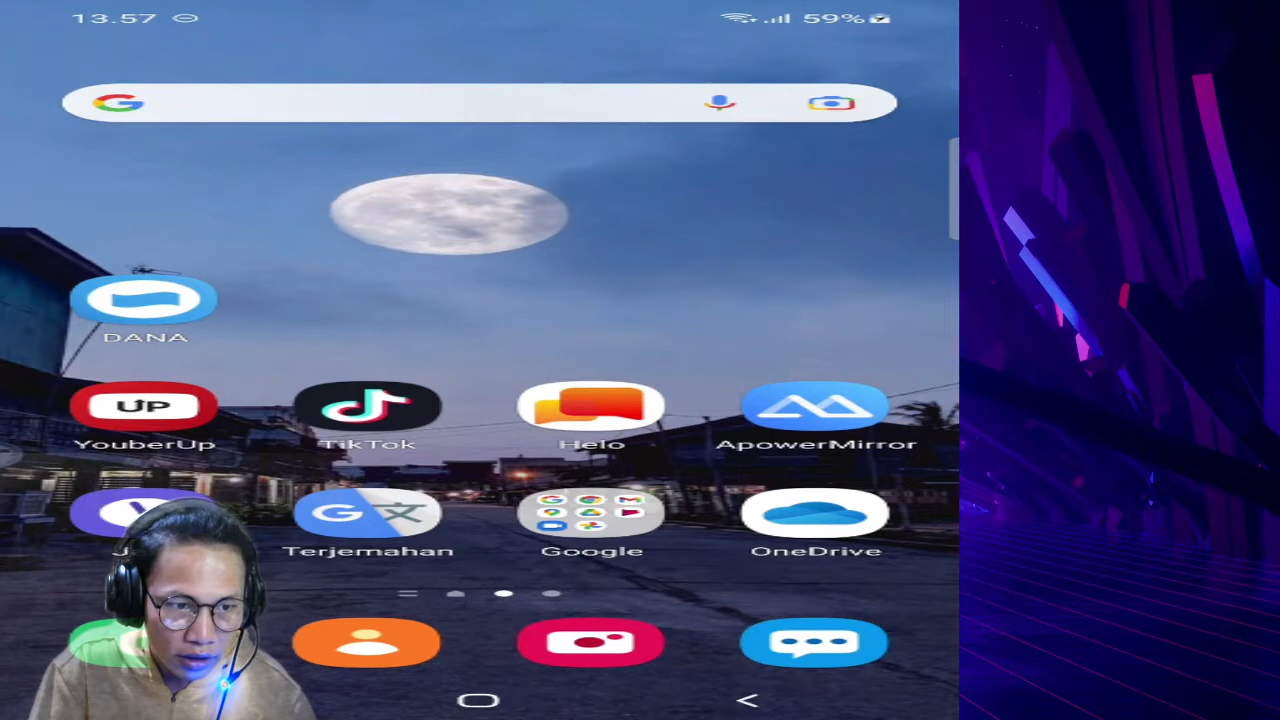 13.57
59%
DANA
UP
YouberUp
TikTok
Helo
ApowerMirror
Terjemahan
Google
OneDrive